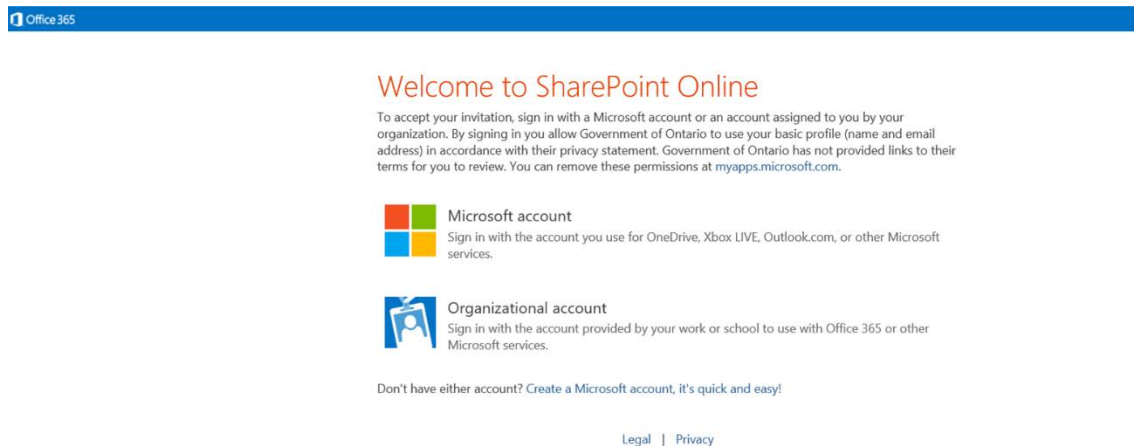 Office 365
Welcome to SharePoint Online
To accept your invitation, sign in with a Microsoft account or an account assigned to you by your
organization. By signing in you allow Government of Ontario to use your basic profile (name and email
address) in accordance with their privacy statement. Government of Ontario has not provided links to their
terms for you to review. You can remove these permissions at myapps.microsoft.com.
Microsoft account
Sign in with the account you use for OneDrive, Xbox LIVE, Outlook.com, or other Microsoft
services.
Organizational account
Sign in with the account provided by your work or school to use with Office 365 or other
Microsoft services.
Don't have either account? Create a Microsoft account, it's quick and easy!
Legal | Privacy